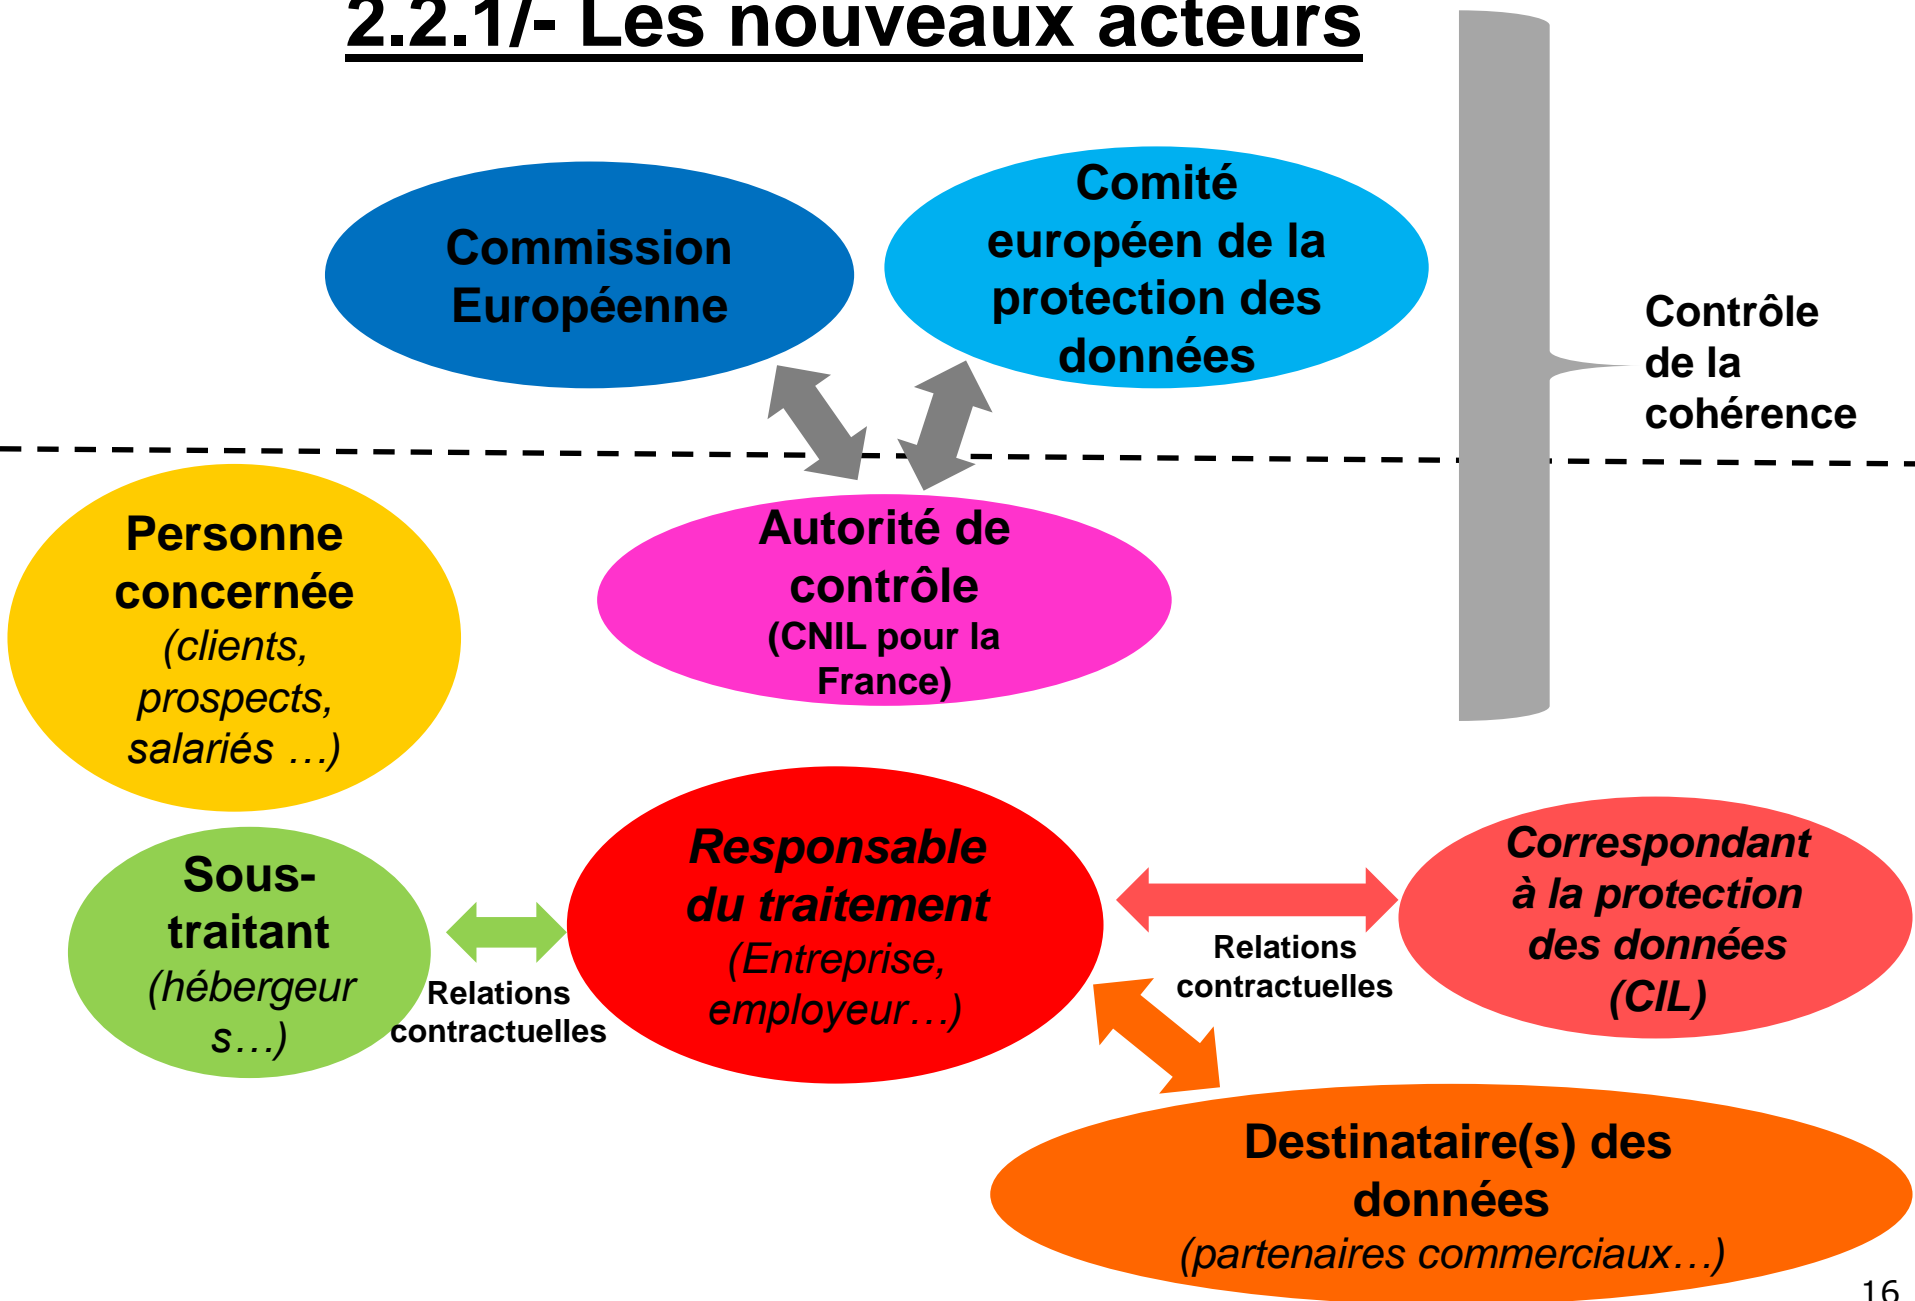 2.2.1/- Les nouveaux acteurs
Commission
Européenne
Comité
européen de la
protection des
données
Contrôle
de la
cohérence
Personne
concernée
(clients,
prospects,
salariés …)
Autorité de
contrôle
(CNIL pour la
France)
Sous-
traitant
(hébergeur
s…)
Relations
contractuelles
Responsable
du traitement
(Entreprise,
employeur…)
Relations
contractuelles
Correspondant
à la protection
des données
(CIL)
Destinataire(s) des
données
(partenaires commerciaux…)
16